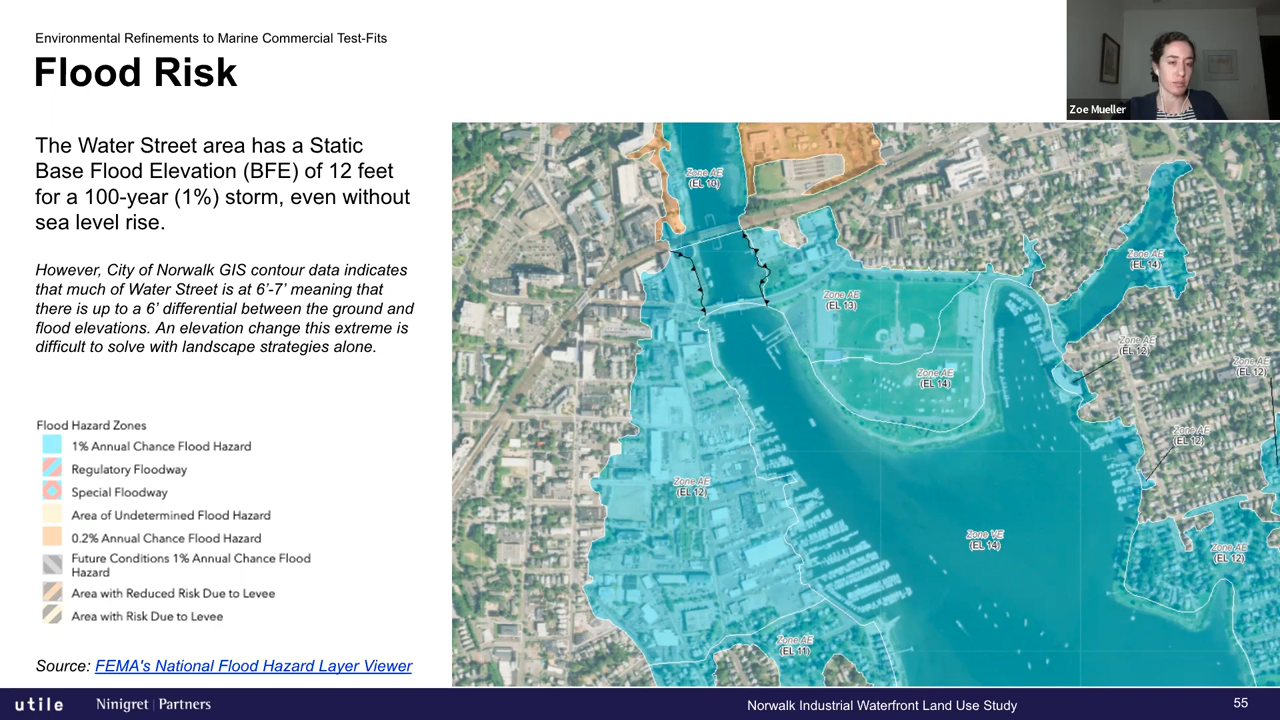 Environmental Refinements to Marine Commercial Test-Fits
Flood Risk
Zoe Mueller
The Water Street area has a Static
Base Flood Elevation (BFE) of 12 feet
for a 100-year (1%) storm, even without
sea level rise.
However, City of Norwalk GIS contour data indicates
that much of Water Street is at 6’-7’ meaning that
there is up to a 6’ differential between the ground and
flood elevations. An elevation change this extreme is
difficult to solve with landscape strategies alone.
Flood Hazard Zones
1% Annual Chance Flood Hazard
Regulatory Floodway
Special Floodway
Area of Undetermined Flood Hazard
0.2% Annual Chance Flood Hazard
Future Conditions 1% Annual Chance Flood
Hazard
Area with Reduced Risk Due to Levee
Area with Risk Due to Levee
Source: FEMA's National Flood Hazard Layer Viewer
Zone AE
(EL 10)
Zone AE
(EL 14)
Zone AE
(EL 13)
Zone AE
(EL 12)
Zone AE
(EL 12)
Zone AE
(EL 14)
Zone AE
(EL 12)
Zone AE
(EL 12)
Zone VE
(EL 14)
Zone AE
(EL 12)
Zone AE
(EL 11)
utile
Ninigret | Partners
Norwalk Industrial Waterfront Land Use Study
55